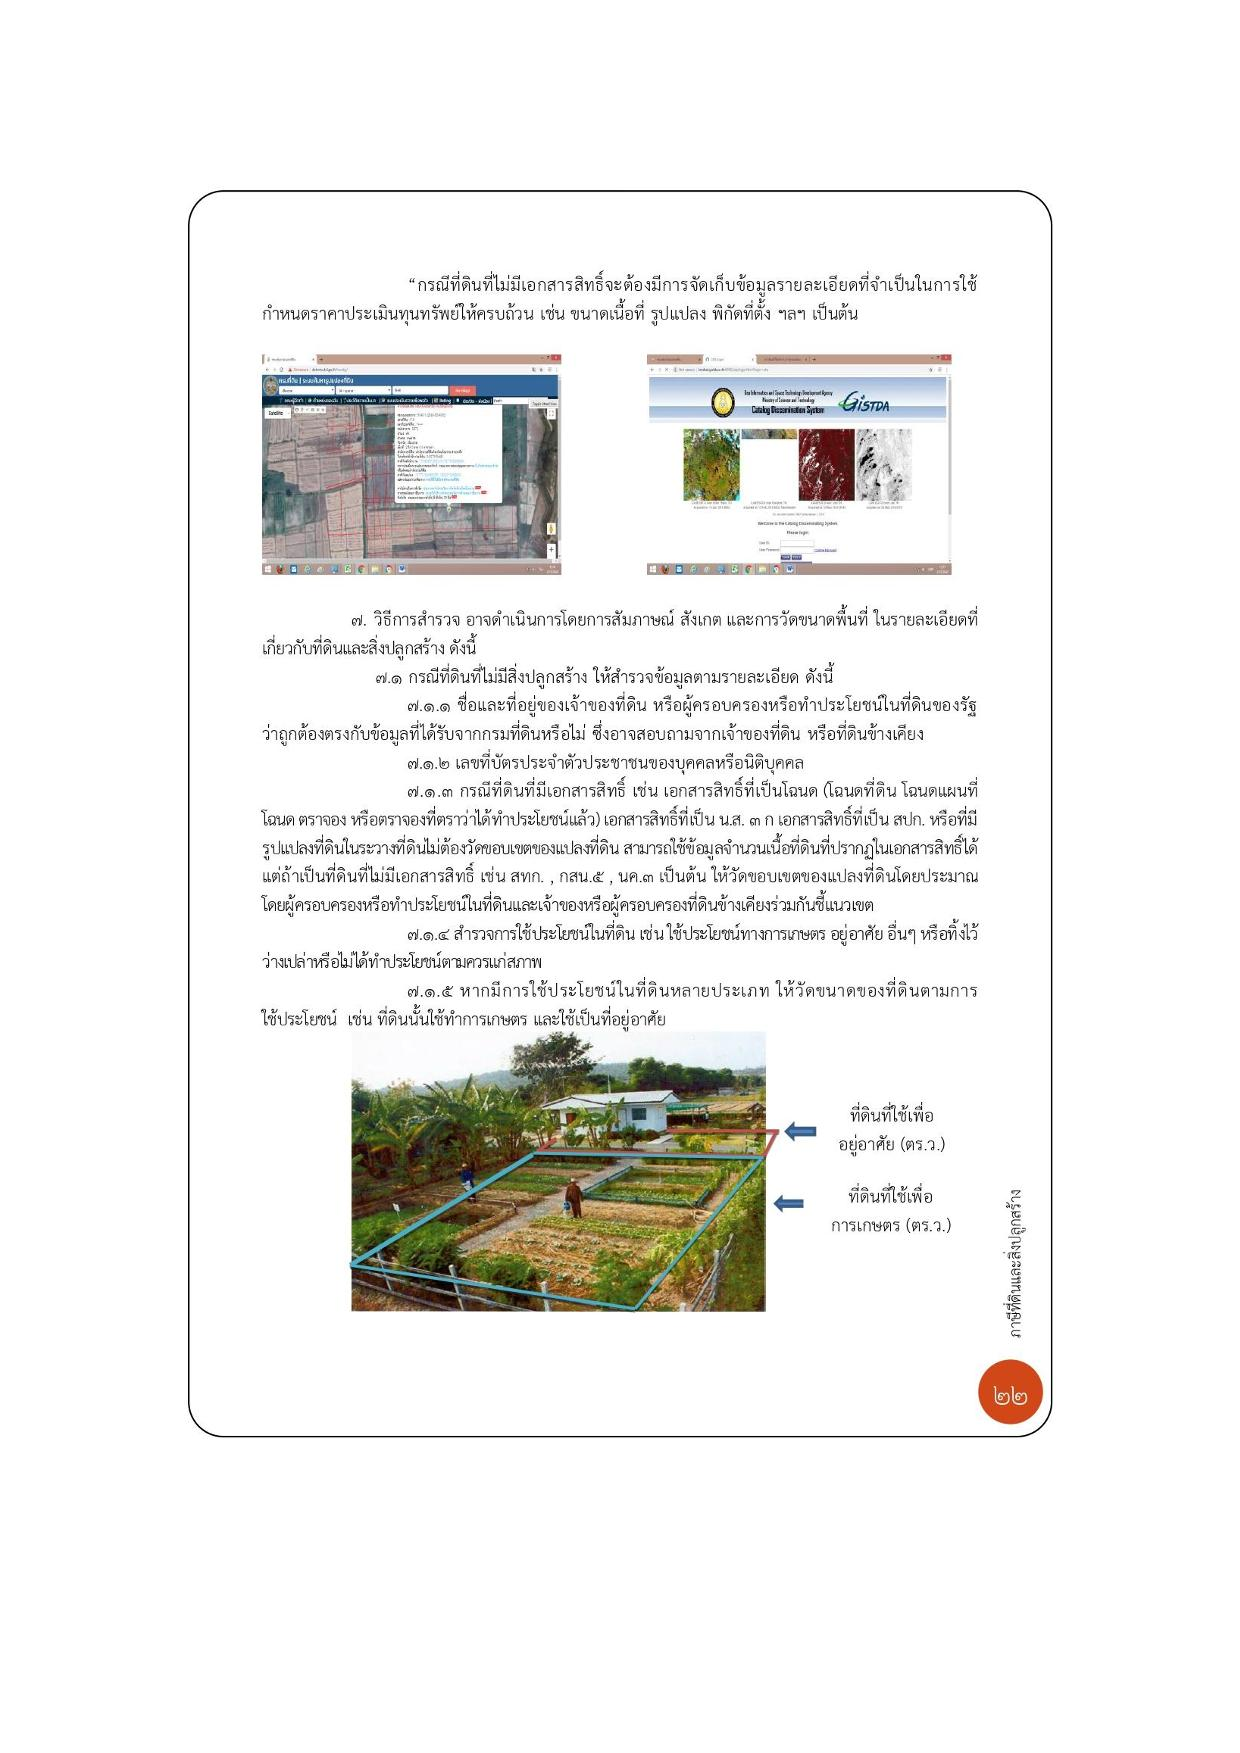 “กรณีที่ดินที่ไม่มีเอกสารสิทธิ์จะต้องมีการจัดเก็บข้อมูลรายละเอียดที่จำเป็นในการใช้
กำหนดราคาประเมินทุนทรัพย์ให้ครบถ้วน เช่น ขนาดเนื้อที่ รูปแปลง พิกัดที่ตั้ง ฯลฯ เป็นต้น
กรมที่ดิน | ระบบค้นหารูปแปลงที่ดิน
Geo Informatics and Space Technology Development Agency
Ministry of Science and Technology
Catalog Dissemination System
GISTDA
Welcome to the Catalog Dissemination System
Please login
๗. วิธีการสำรวจ อาจดำเนินการโดยการสัมภาษณ์ สังเกต และการวัดขนาดพื้นที่ ในรายละเอียดที่
เกี่ยวกับที่ดินและสิ่งปลูกสร้าง ดังนี้
๗.๑ กรณีที่ดินที่ไม่มีสิ่งปลูกสร้าง ให้สำรวจข้อมูลตามรายละเอียด ดังนี้
๗.๑.๑ ชื่อและที่อยู่ของเจ้าของที่ดิน หรือผู้ครอบครองหรือทำประโยชน์ในที่ดินของรัฐ
ว่าถูกต้องตรงกับข้อมูลที่ได้รับจากกรมที่ดินหรือไม่ ซึ่งอาจสอบถามจากเจ้าของที่ดิน หรือที่ดินข้างเคียง
๗.๑.๒ เลขที่บัตรประจำตัวประชาชนของบุคคลหรือนิติบุคคล
๗.๑.๓ กรณีที่ดินที่มีเอกสารสิทธิ์ เช่น เอกสารสิทธิ์ที่เป็นโฉนด (โฉนดที่ดิน โฉนดแผนที่
โฉนด ตราจอง หรือตราจองที่ตราว่าได้ทำประโยชน์แล้ว) เอกสารสิทธิ์ที่เป็น น.ส. ๓ ก เอกสารสิทธิ์ที่เป็น สปก. หรือที่มี
รูปแปลงที่ดินในระวางที่ดินไม่ต้องวัดขอบเขตของแปลงที่ดิน สามารถใช้ข้อมูลจำนวนเนื้อที่ดินที่ปรากฏในเอกสารสิทธิ์ได้
แต่ถ้าเป็นที่ดินที่ไม่มีเอกสารสิทธิ์ เช่น สทก. , กสน.๕ , นค.๓ เป็นต้น ให้วัดขอบเขตของแปลงที่ดินโดยประมาณ
โดยผู้ครอบครองหรือทำประโยชน์ในที่ดินและเจ้าของหรือผู้ครอบครองที่ดินข้างเคียงร่วมกันชี้แนวเขต
๗.๑.๔ สำรวจการใช้ประโยชน์ในที่ดิน เช่น ใช้ประโยชน์ทางการเกษตร อยู่อาศัย อื่นๆ หรือทิ้งไว้
ว่างเปล่าหรือไม่ได้ทำประโยชน์ตามควรแก่สภาพ
๗.๑.๕ หากมีการใช้ประโยชน์ในที่ดินหลายประเภท ให้วัดขนาดของที่ดินตามการ
ใช้ประโยชน์ เช่น ที่ดินนั้นใช้ทำการเกษตร และใช้เป็นที่อยู่อาศัย
ที่ดินที่ใช้เพื่อ
อยู่อาศัย (ตร.ว.)
ที่ดินที่ใช้เพื่อ
การเกษตร (ตร.ว.)
ภาษีที่ดินและสิ่งปลูกสร้าง
๒๒